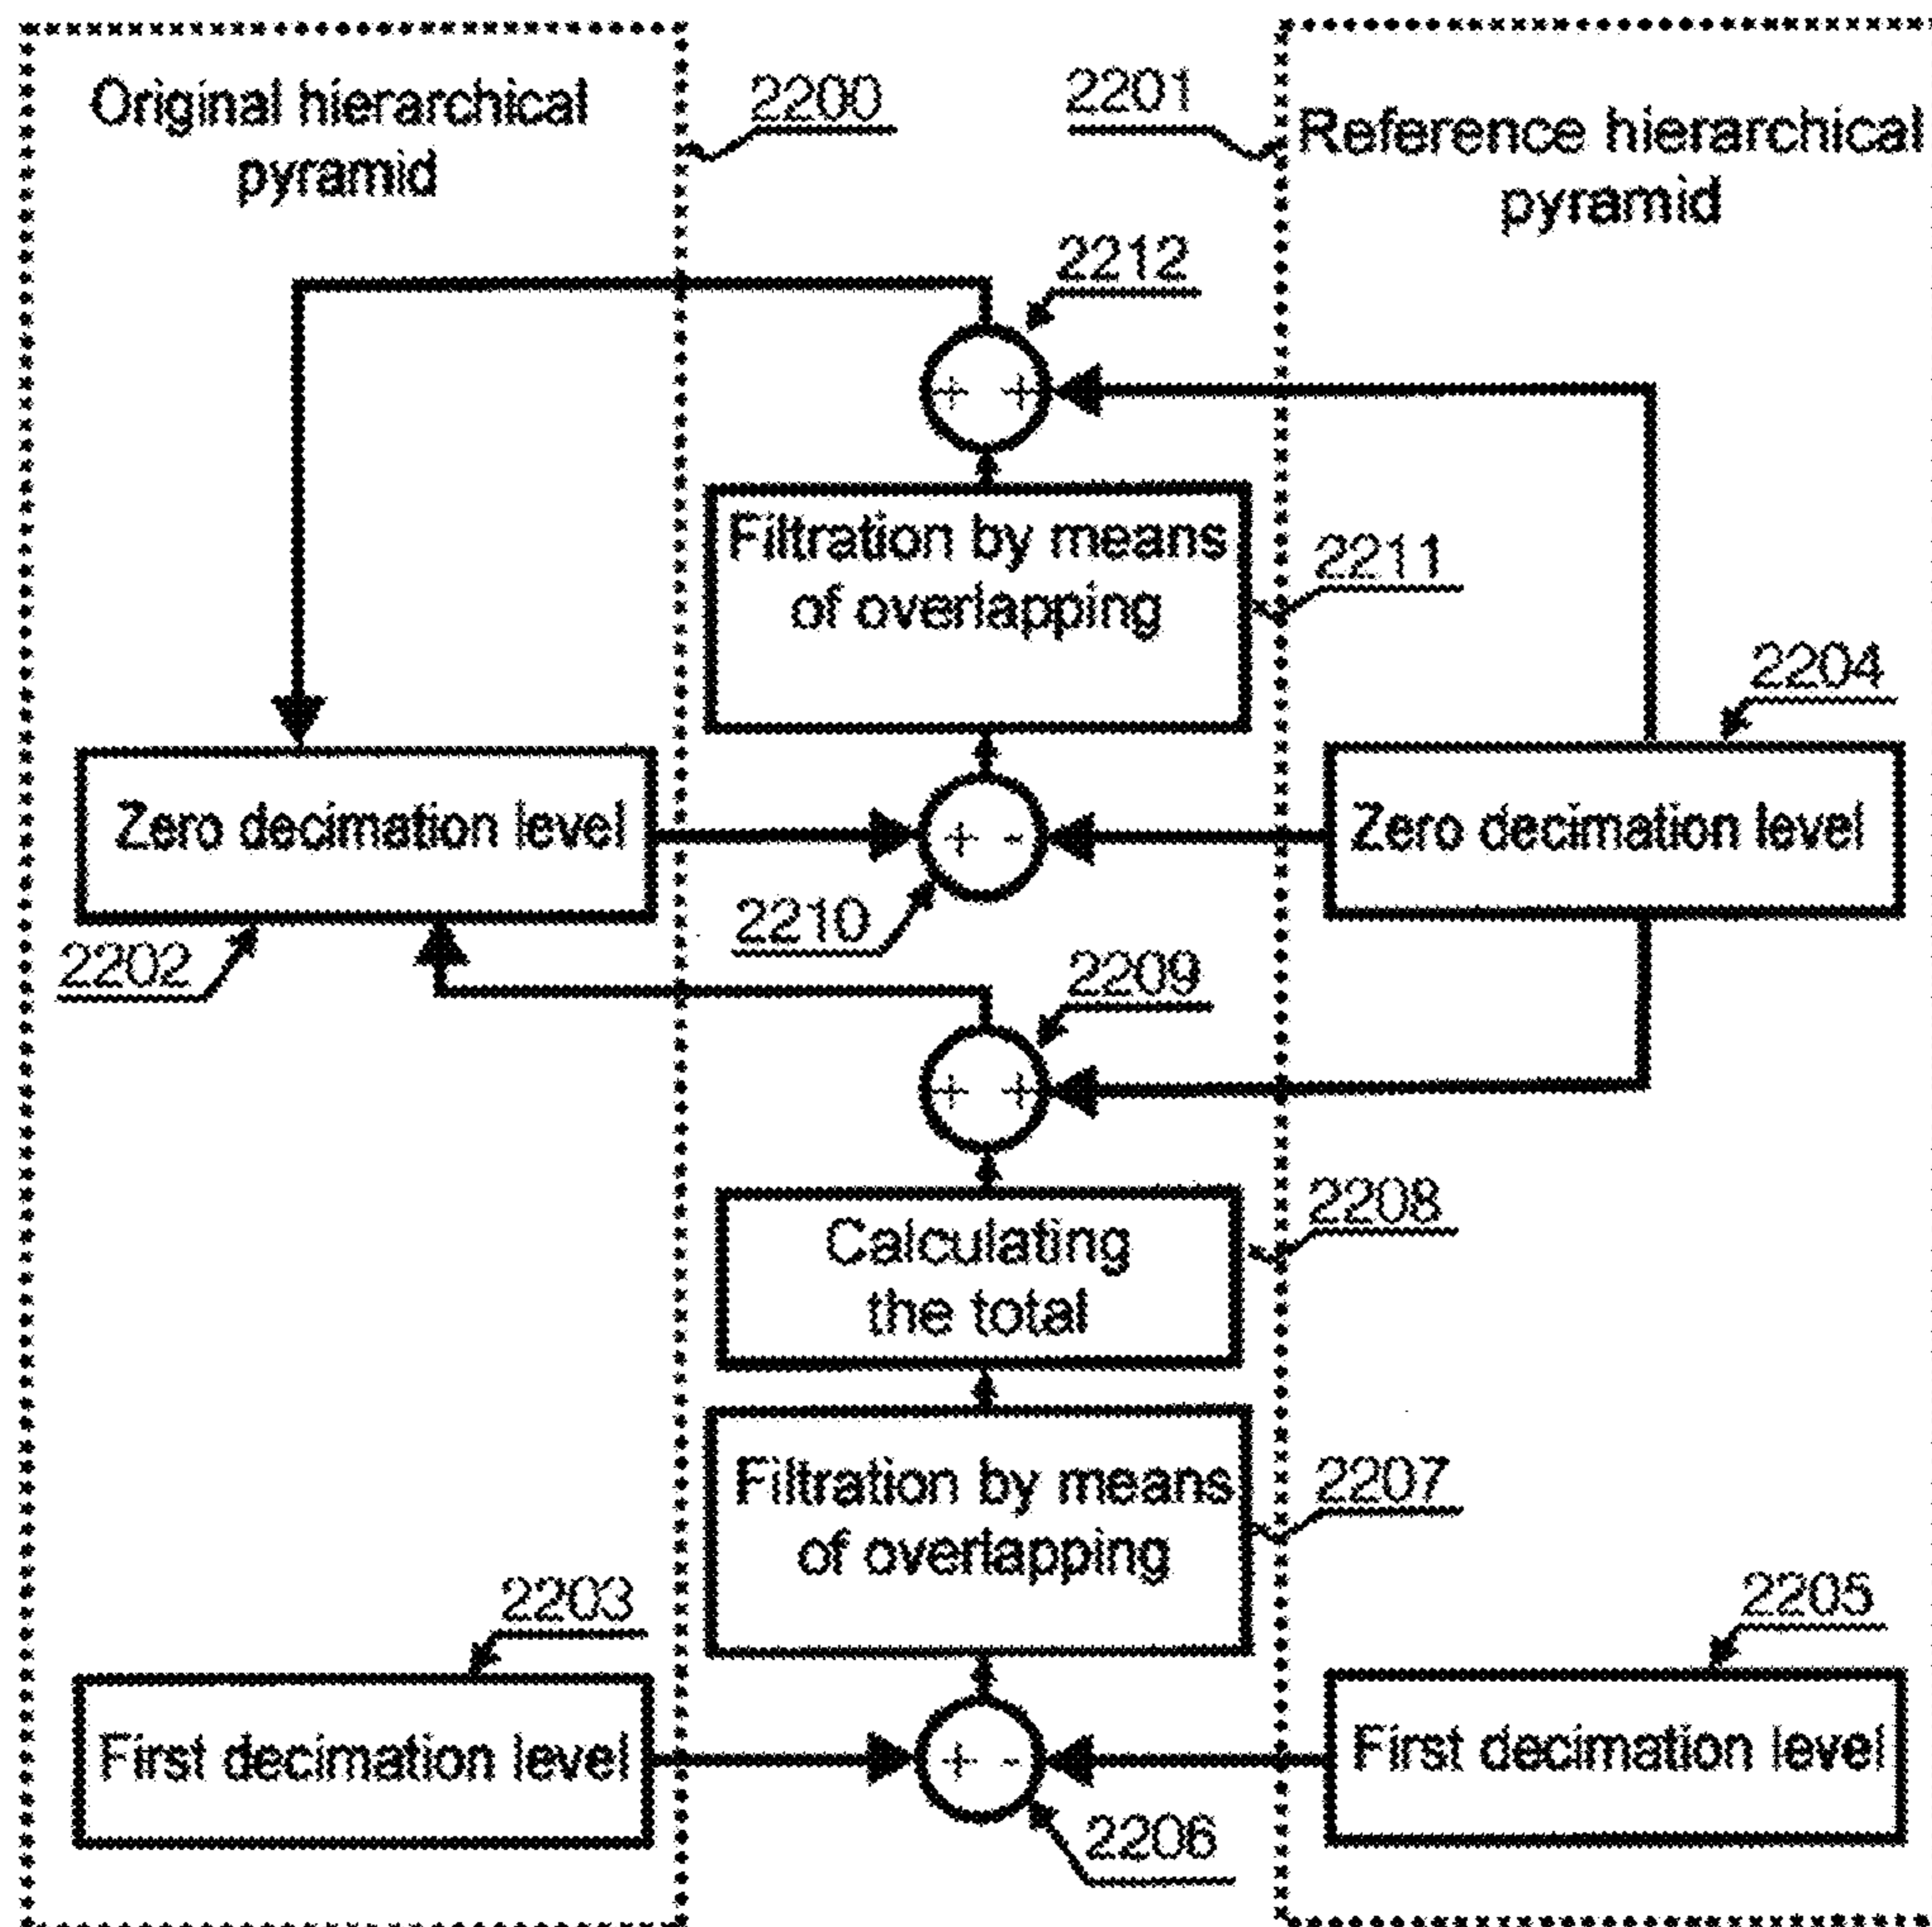 Original hierarchical
pyramid
2200
2201
Reference hierarchical
pyramid
2212
+ +
Filtration by means
of overlapping
2211
2204
Zero decimation level
+ -
Zero decimation level
2202
2210
2209
+ +
Calculating
the total
2208
Filtration by means
of overlapping
2207
2203
2205
First decimation level
+ -
First decimation level
2206